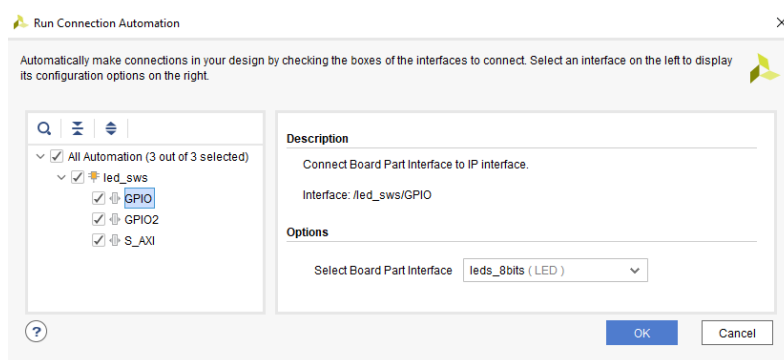 Run Connection Automation
Automatically make connections in your design by checking the boxes of the interfaces to connect. Select an interface on the left to display
its configuration options on the right.
All Automation (3 out of 3 selected)
led_sws
GPIO
GPIO2
S_AXI
Description
Connect Board Part Interface to IP interface.
Interface: /led_sws/GPIO
Options
Select Board Part Interface leds_8bits ( LED )
?
OK Cancel